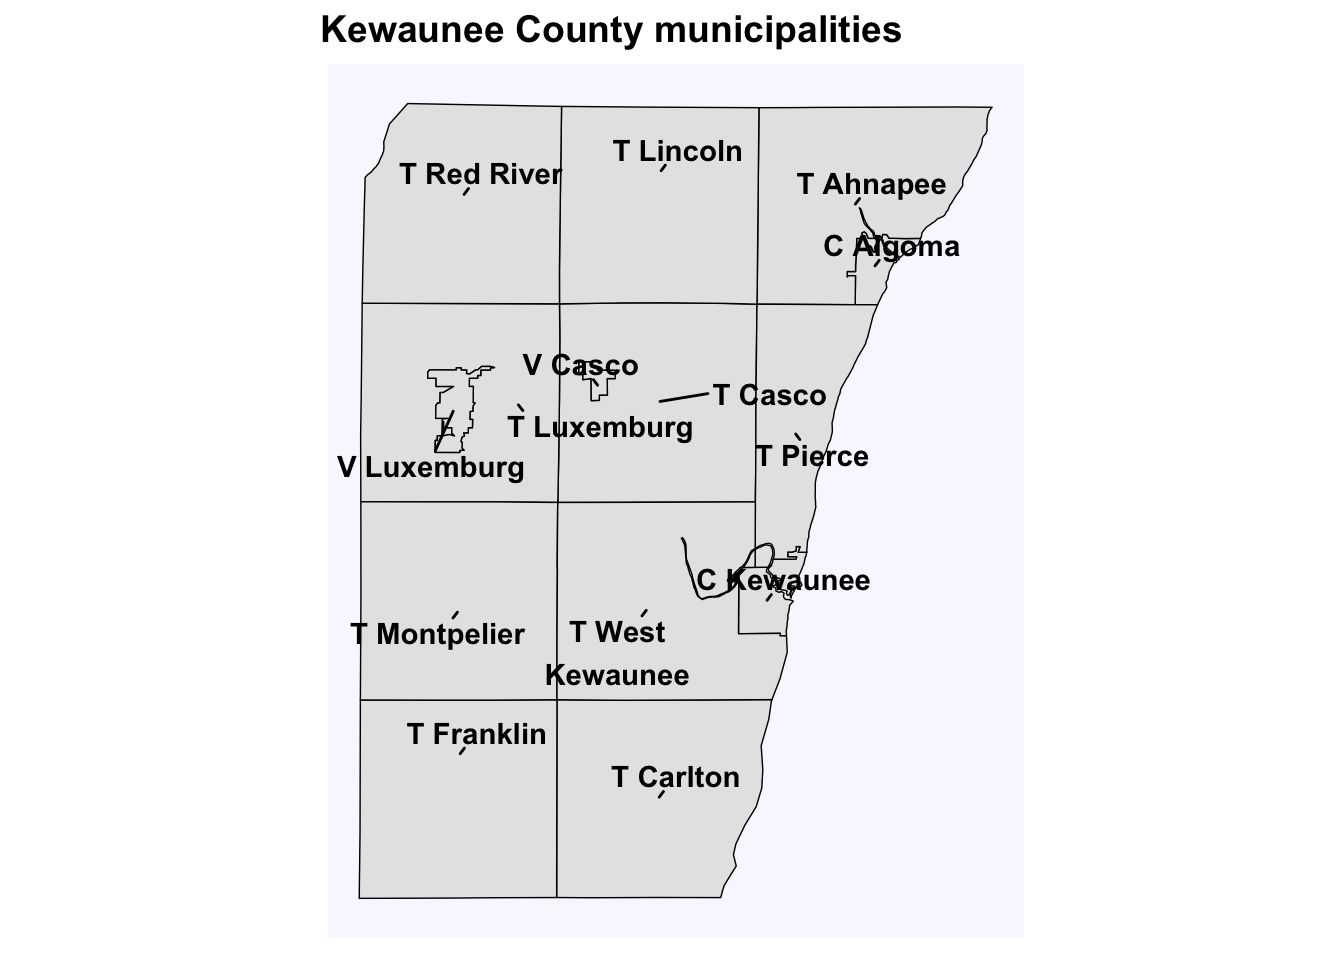 Kewaunee County municipalities
T Lincoln
T Red River
T Ahnapee
C Algoma
V Casco
T Casco
T Luxemburg
T Pierce
V Luxemburg
C Kewaunee
T Montpelier
T West
Kewaunee
T Franklin
T Carlton